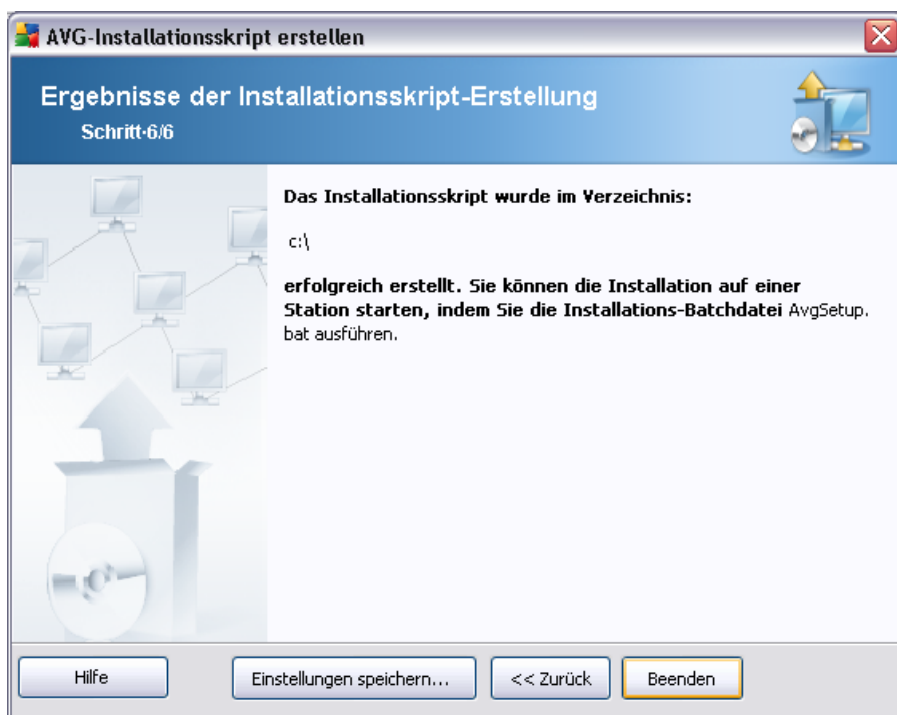 AVG-Installationsskript erstellen
Ergebnisse der Installationsskript-Erstellung
Schritt·6/6
Das Installationsskript wurde im Verzeichnis:
c:\
erfolgreich erstellt. Sie können die Installation auf einer
Station starten, indem Sie die Installations-Batchdatei AvgSetup.
bat ausführen.
Hilfe
Einstellungen speichern...
<< Zurück
Beenden